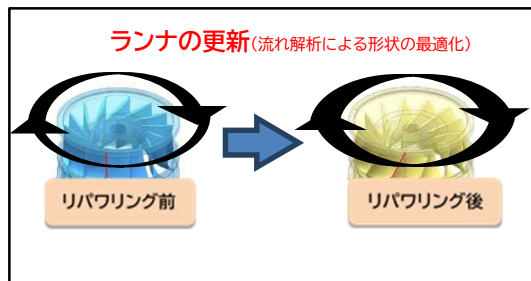 ランナの更新(流れ解析による形状の最適化)
リパワリング前
リパワリング後